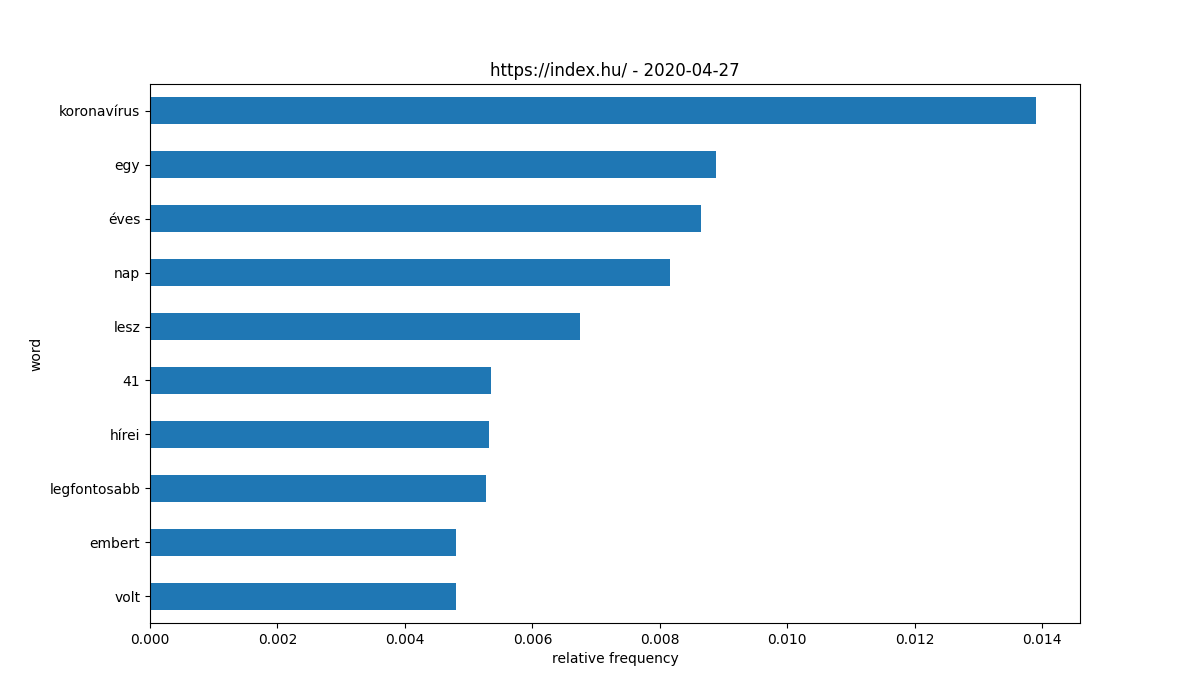 https://index.hu/ - 2020-04-27
koronavírus
egy
éves
nap
lesz
41
hírei
legfontosabb
embert
volt
word
0.000 0.002 0.004 0.006 0.008 0.010 0.012 0.014
relative frequency